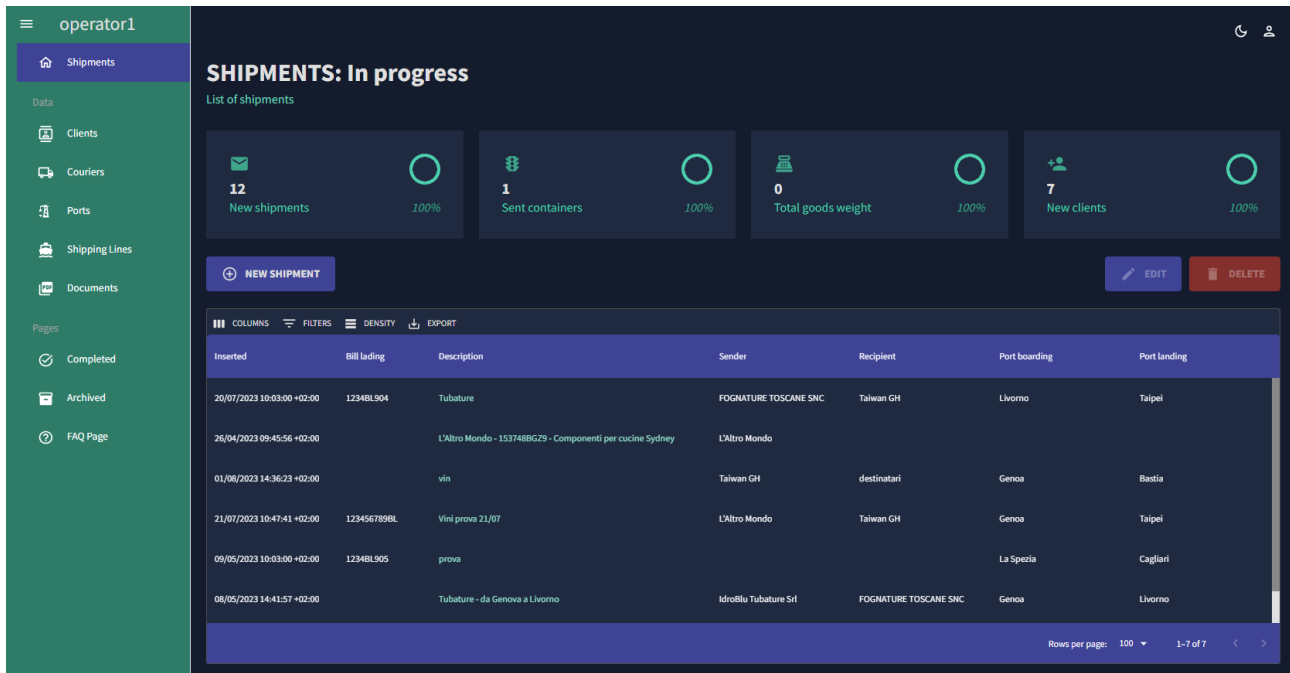 operator1
Shipments
Data
Clients
Couriers
Ports
Shipping Lines
PDF Documents
Pages
Completed
Archived
FAQ Page
SHIPMENTS: In progress
List of shipments
12
New shipments 100%
1
Sent containers 100%
0
Total goods weight 100%
7
New clients 100%
NEW SHIPMENT EDIT DELETE
COLUMNS FILTERS DENSITY EXPORT
Inserted Bill lading Description Sender Recipient Port boarding Port landing
20/07/2023 10:03:00 +02:00 1234BL904 Tubature FOGNATURE TOSCANE SNC Taiwan GH Livorno Taipei
26/04/2023 09:45:56 +02:00 L'Altro Mondo - 153748BGZ9 - Componenti per cucine Sydney L'Altro Mondo
01/08/2023 14:36:23 +02:00 vin Taiwan GH destinatari Genoa Bastia
21/07/2023 10:47:41 +02:00 123456789BL Vini prova 21/07 L'Altro Mondo Taiwan GH Genoa Taipei
09/05/2023 10:03:00 +02:00 1234BL905 prova La Spezia Cagliari
08/05/2023 14:41:57 +02:00 Tubature - da Genova a Livorno IdroBlu Tubature Srl FOGNATURE TOSCANE SNC Genoa Livorno
Rows per page: 100 1–7 of 7